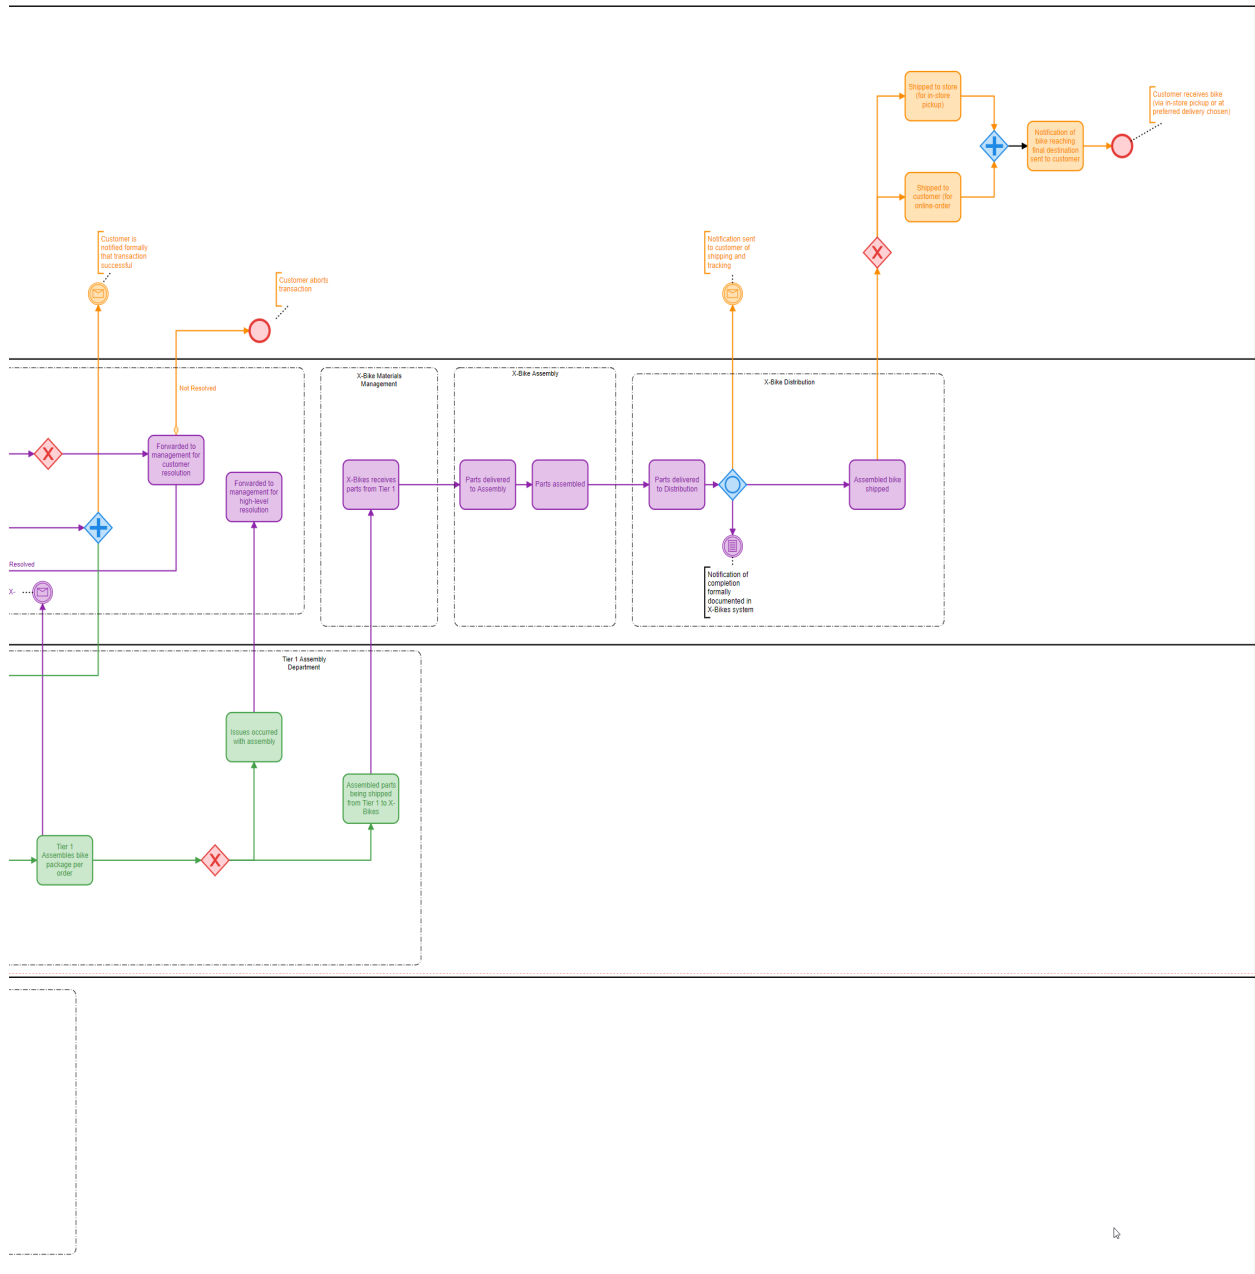 Shipped to store
(for in-store
pickup)
Customer receives bike
(via in-store pickup or at
preferred delivery chosen)
Notification of
bike reaching
final destination
sent to customer
Shipped to
customer (for
online-order
Customer is
notified formally
that transaction
successful
Notification sent
to customer of
shipping and
tracking
Customer aborts
transaction
Not Resolved
X-Bike Materials
Management
X-Bike Assembly
X-Bike Distribution
Forwarded to
management for
customer
resolution
Forwarded to
management for
high-level
resolution
X-Bikes receives
parts from Tier 1
Parts delivered
to Assembly
Parts assembled
Parts delivered
to Distribution
Assembled bike
shipped
Resolved
X-
Notification of
completion
formally
documented in
X-Bikes system
Tier 1 Assembly
Department
Issues occurred
with assembly
Assembled parts
being shipped
from Tier 1 to X-
Bikes
Tier 1
Assembles bike
package per
order